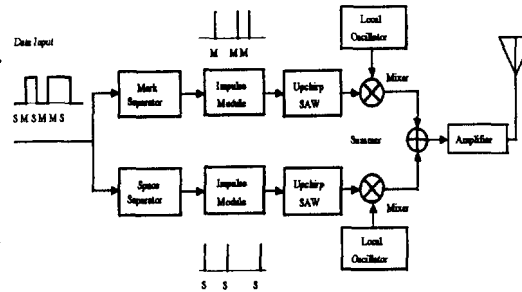 Local
Oscillator
Data Input
M M M
Mixer
Mark
Separator
Impulse
Module
Upchirp
SAW
S M S M M S
Summer
Amplifier
Space
Separator
Impulse
Module
Upchirp
SAW
Mixer
Local
Oscillator
S S S